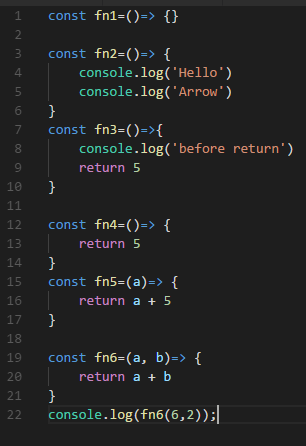 1 const fn1=()=> {}
2
3 const fn2=()=> {
4     console.log('Hello')
5     console.log('Arrow')
6 }
7 const fn3=()=>{
8     console.log('before return')
9     return 5
10 }
11
12 const fn4=()=> {
13     return 5
14 }
15 const fn5=(a)=> {
16     return a + 5
17 }
18
19 const fn6=(a, b)=> {
20     return a + b
21 }
22 console.log(fn6(6,2));